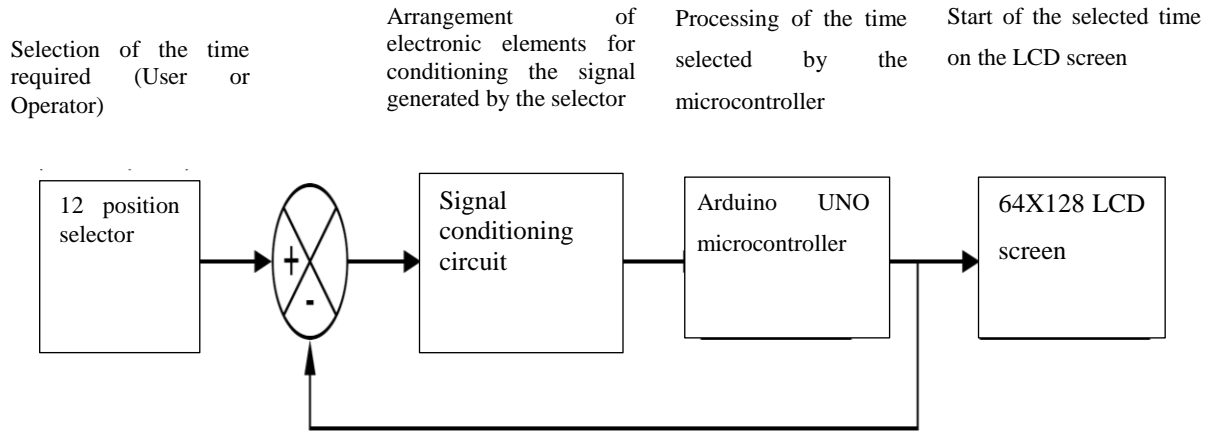 Selection of the time
required (User or
Operator)
Arrangement of
electronic elements for
conditioning the signal
generated by the selector
Processing of the time
selected by the
microcontroller
Start of the selected time
on the LCD screen
12 position
selector
+
-
Signal
conditioning
circuit
Arduino UNO
microcontroller
64X128 LCD
screen